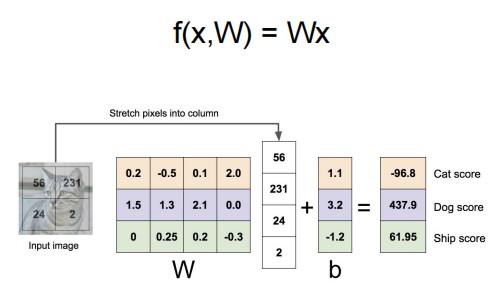 f(x,W) = Wx
Stretch pixels into column
56 231
24 2
Input image
0.2 -0.5 0.1 2.0
1.5 1.3 2.1 0.0
0 0.25 0.2 -0.3
W
56
231
24
2
+
1.1
3.2
-1.2
b
=
-96.8 Cat score
437.9 Dog score
61.95 Ship score